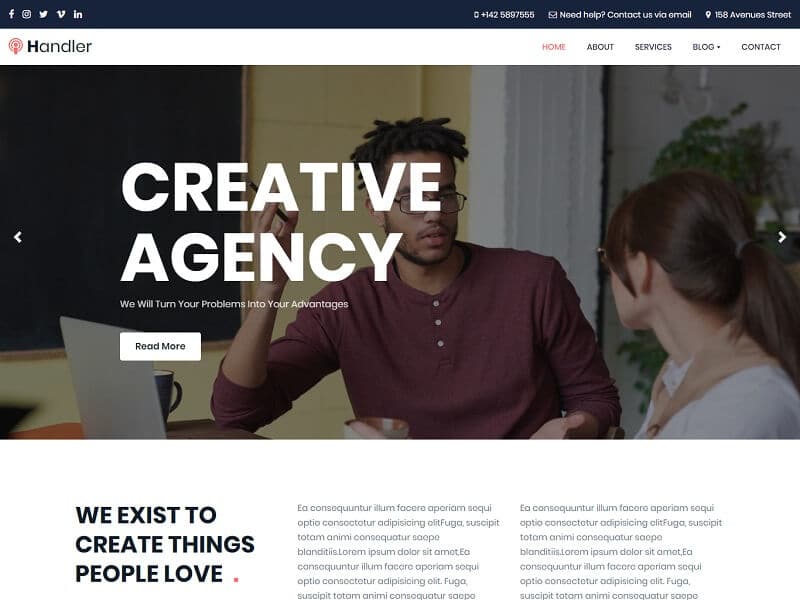 +142 5897555 Need help? Contact us via email 158 Avenues Street
Handler HOME ABOUT SERVICES BLOG CONTACT
CREATIVE
AGENCY
We Will Turn Your Problems Into Your Advantages
Read More
WE EXIST TO
CREATE THINGS
PEOPLE LOVE .
Ea consequuntur illum facere aperiam sequi
optio consectetur adipisicing elitFuga, suscipit
totam animi consequatur saepe
blanditiis.Lorem ipsum dolor sit amet,Ea
consequuntur illum facere aperiam sequi
optio consectetur adipisicing elit. Fuga,
suscipit totam animi consequatur saepe
Ea consequuntur illum facere aperiam sequi
optio consectetur adipisicing elitFuga, suscipit
totam animi consequatur saepe
blanditiis.Lorem ipsum dolor sit amet,Ea
consequuntur illum facere aperiam sequi
optio consectetur adipisicing elit. Fuga,
suscipit totam animi consequatur saepe